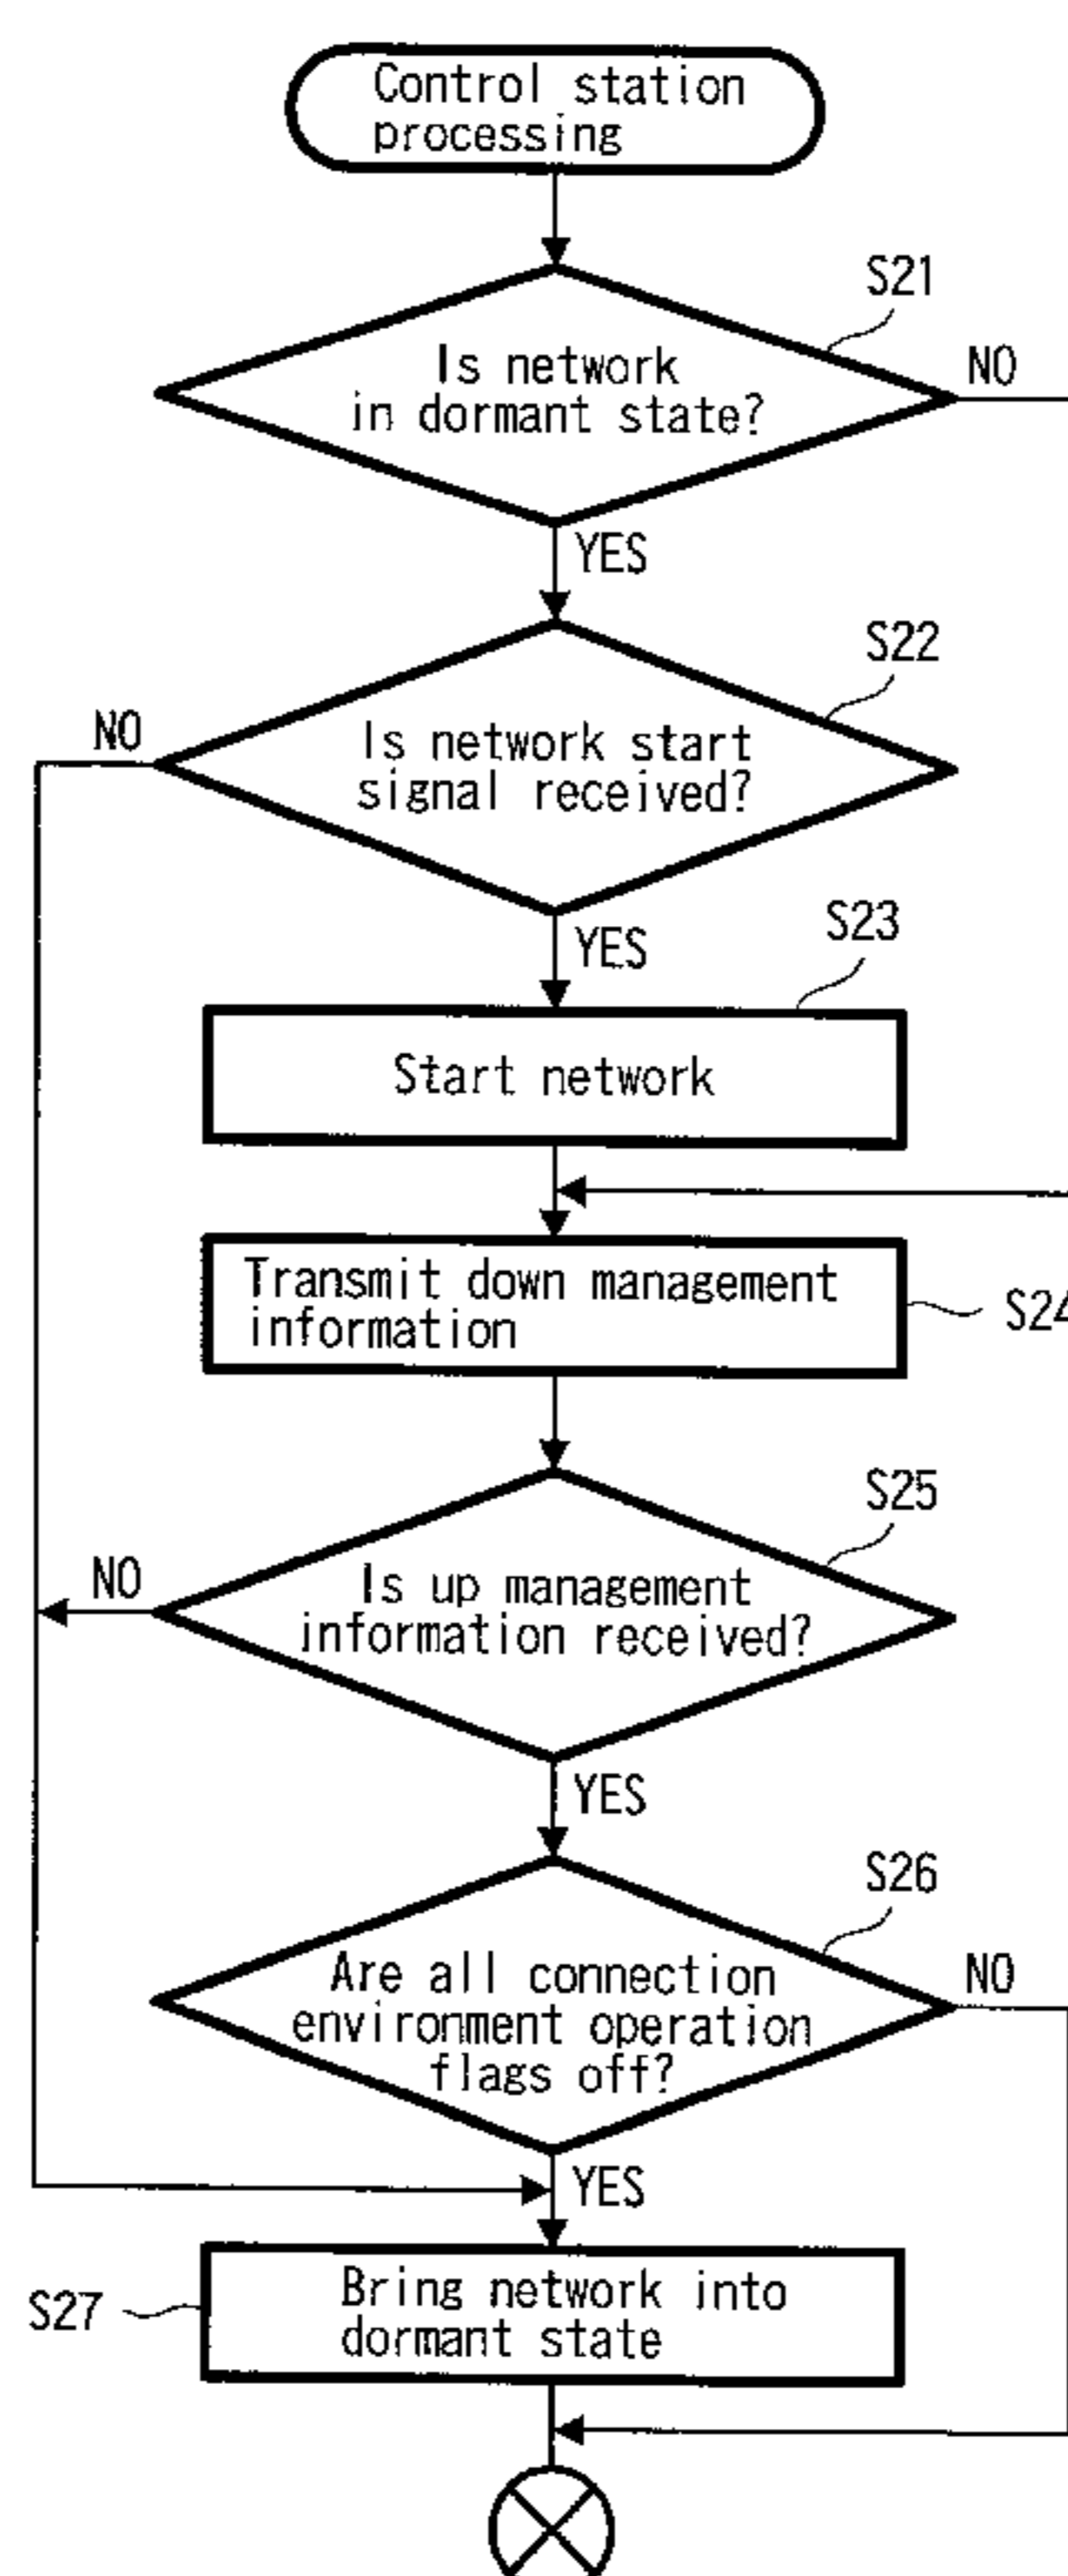 Control station
processing
S21
Is network
in dormant state?
NO
YES
S22
NO
Is network start
signal received?
YES
S23
Start network
Transmit down management
information
S24
S25
NO
Is up management
information received?
YES
S26
Are all connection
environment operation
flags off?
NO
YES
S27
Bring network into
dormant state